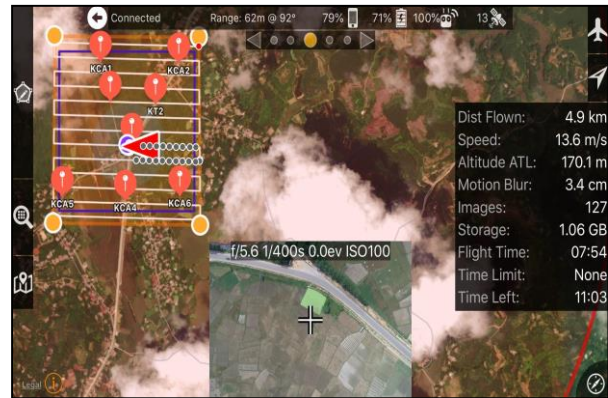 Connected Range: 62m @ 92° 79% 71% 100% 13
KCA1 KCA2
KT2
KCA5 KCA4 KCA6
Dist Flown: 4.9 km
Speed: 13.6 m/s
Altitude ATL: 170.1 m
Motion Blur: 3.4 cm
Images: 127
Storage: 1.06 GB
Flight Time: 07:54
Time Limit: None
Time Left: 11:03
f/5.6 1/400s 0.0ev ISO100
Legal